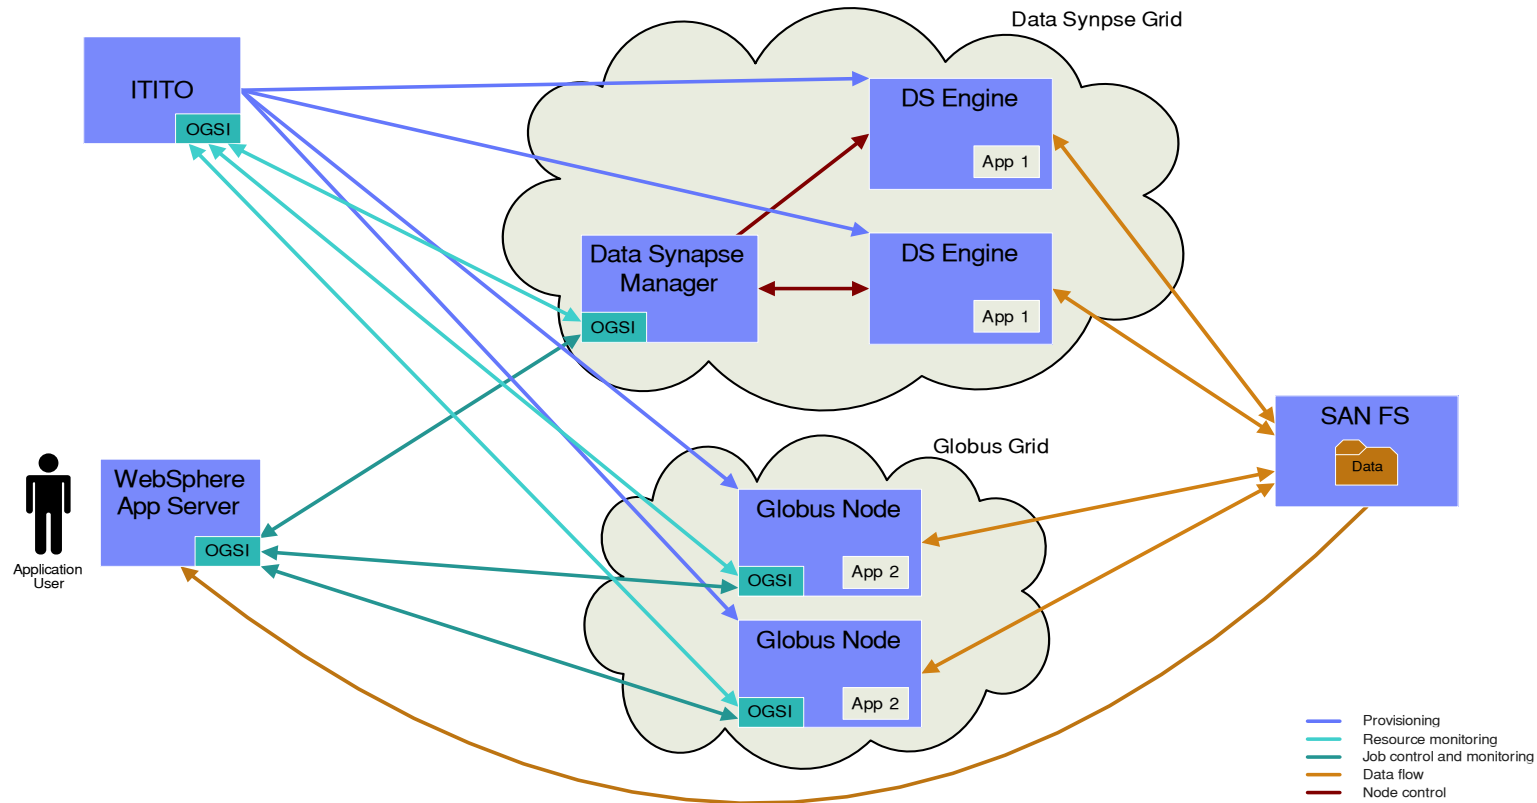 Data Synpse Grid
ITITO
OGSI
DS Engine
App 1
DS Engine
App 1
Data Synapse
Manager
OGSI
SAN FS
Data
Globus Grid
WebSphere
App Server
OGSI
Application
User
Globus Node
OGSI
App 2
Globus Node
OGSI
App 2
Provisioning
Resource monitoring
Job control and monitoring
Data flow
Node control